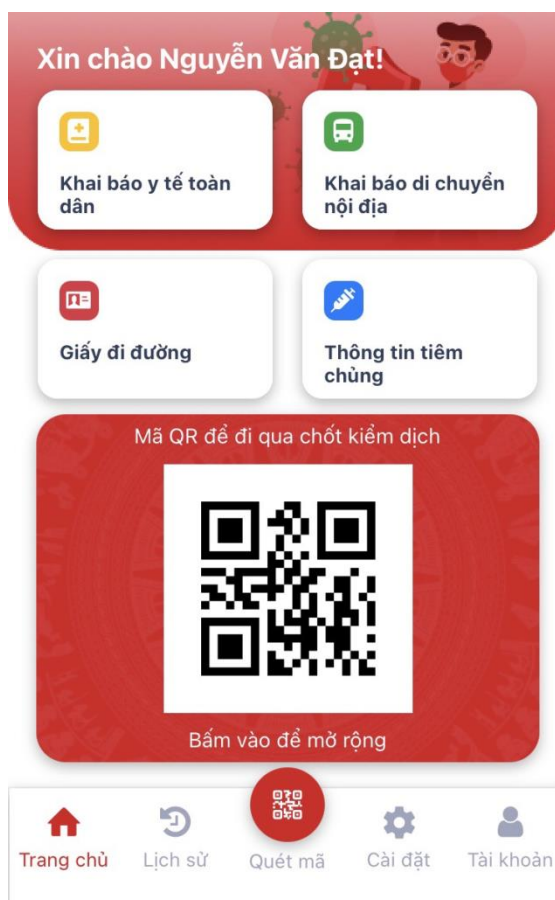 Xin chào Nguyễn Văn Đạt!
Khai báo y tế toàn
dân
Khai báo di chuyển
nội địa
Giấy đi đường
Thông tin tiêm
chủng
Mã QR để đi qua chốt kiểm dịch
Bấm vào để mở rộng
Trang chủ
Lịch sử
Quét mã
Cài đặt
Tài khoản